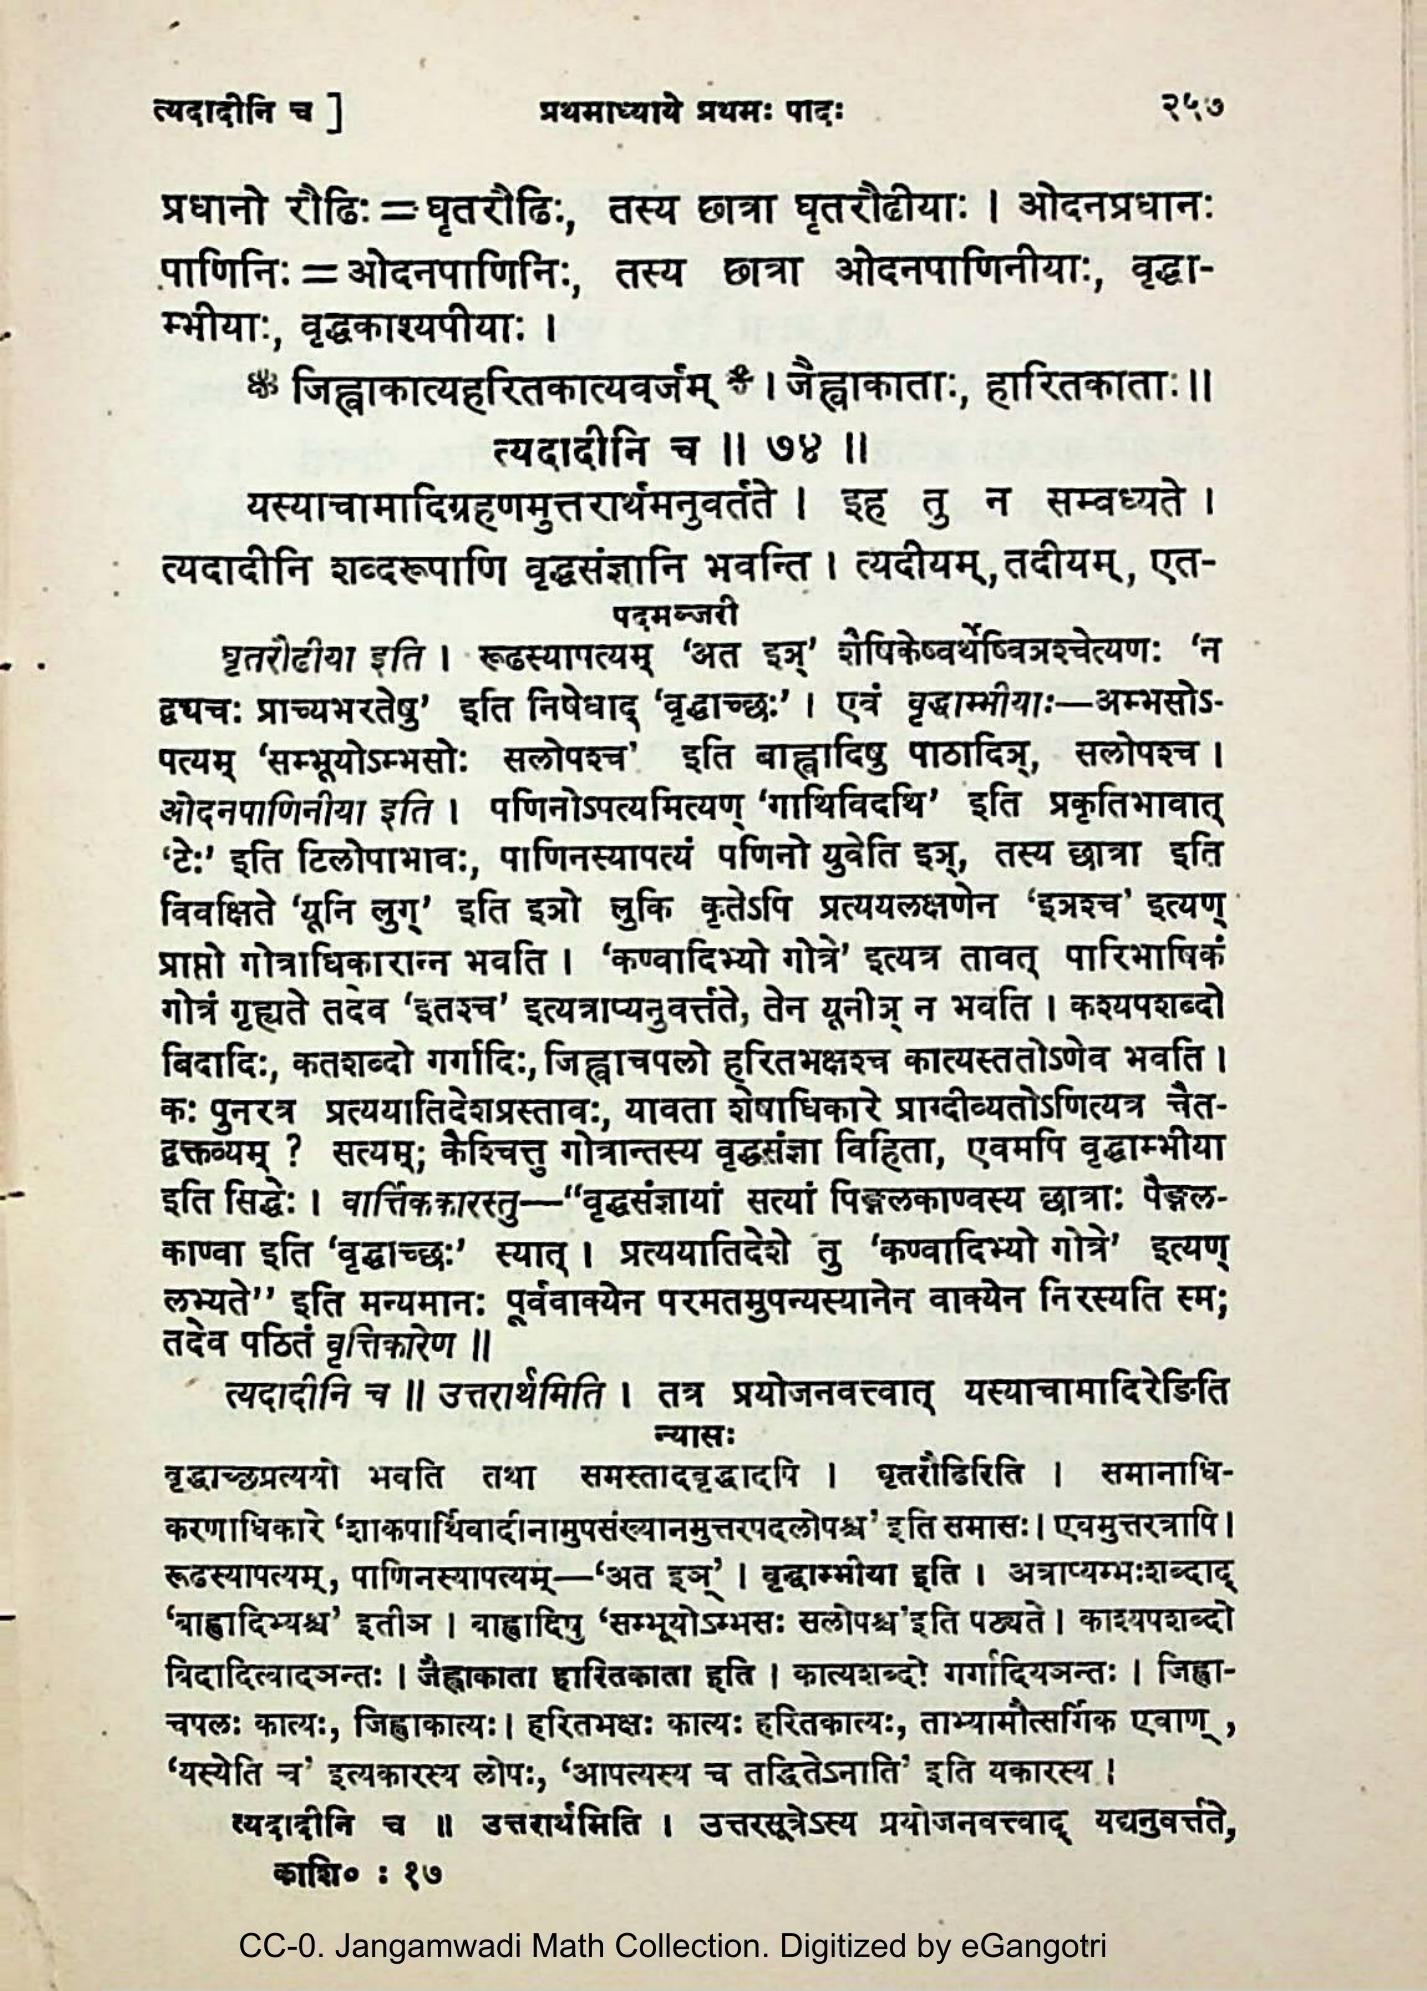 त्यदादीनि च ] प्रथमाध्याये प्रथमः पादः २५७
प्रधानो रौढिः = घृतरौढिः, तस्य छात्रा घृतरौढीयाः । ओदनप्रधानः
पाणिनिः = ओदनपाणिनिः, तस्य छात्रा ओदनपाणिनीयाः, वृद्धा-
म्भीयाः, वृद्धकाश्यपीयाः ।
❀ जिह्वाकात्यहरितकात्यवर्जम् ❀ । जैह्वाकाताः, हारितकाताः ॥
त्यदादीनि च ॥ ७४ ॥
यस्याचामादिग्रहणमुत्तरार्थमनुवर्तते । इह तु न सम्वध्यते ।
त्यदादीनि शब्दरूपाणि वृद्धसंज्ञानि भवन्ति । त्यदीयम्, तदीयम्, एत-
पदमञ्जरी
घृतरौढीया इति । रूढस्यापत्यम् ‘अत इञ्’ शैषिकेष्वर्थेष्विञश्चेत्यणः ‘न
द्व्यचः प्राच्यभरतेषु’ इति निषेधाद् ‘वृद्धाच्छः’ । एवं वृद्धाम्भीयाः—अम्भसोऽ-
पत्यम् ‘सम्भूयोऽम्भसोः सलोपश्च’ इति बाह्वादिषु पाठादिञ्, सलोपश्च ।
ओदनपाणिनीया इति । पणिनोऽपत्यमित्यण् ‘गाथिविदथि’ इति प्रकृतिभावात्
‘टेः’ इति टिलोपाभावः, पाणिनस्यापत्यं पणिनो युवेति इञ्, तस्य छात्रा इति
विवक्षिते ‘यूनि लुग्’ इति इञो लुकि कृतेऽपि प्रत्ययलक्षणेन ‘इञश्च’ इत्यण्
प्राप्तो गोत्राधिकारान्न भवति । ‘कण्वादिभ्यो गोत्रे’ इत्यत्र तावत् पारिभाषिकं
गोत्रं गृह्यते तदेव ‘इतश्च’ इत्यत्राप्यनुवर्त्तते, तेन यूनीञ् न भवति । कश्यपशब्दो
बिदादिः, कतशब्दो गर्गादिः, जिह्वाचपलो हरितभक्षश्च कात्यस्ततोऽणेव भवति ।
कः पुनरत्र प्रत्ययातिदेशप्रस्तावः, यावता शेषाधिकारे प्राग्दीव्यतोऽणित्यत्र चैत-
द्वक्तव्यम् ? सत्यम्; कैश्चित्तु गोत्रान्तस्य वृद्धसंज्ञा विहिता, एवमपि वृद्धाम्भीया
इति सिद्धेः । वार्त्तिककारस्तु—“वृद्धसंज्ञायां सत्यां पिङ्गलकाण्वस्य छात्राः पैङ्गल-
काण्वा इति ‘वृद्धाच्छः’ स्यात् । प्रत्ययातिदेशे तु ‘कण्वादिभ्यो गोत्रे’ इत्यण्
लभ्यते” इति मन्यमानः पूर्ववाक्येन परमतमुपन्यस्यानेन वाक्येन निरस्यति स्म;
तदेव पठितं वृत्तिकारेण ॥
त्यदादीनि च ॥ उत्तरार्थमिति । तत्र प्रयोजनवत्त्वात् यस्याचामादिरेङिति
न्यासः
वृद्धाच्छप्रत्ययो भवति तथा समस्तादवृद्धादपि । घृतरौढिरिति । समानाधि-
करणाधिकारे ‘शाकपार्थिवादीनामुपसंख्यानमुत्तरपदलोपश्च’ इति समासः । एवमुत्तरत्रापि ।
रूढस्यापत्यम्, पाणिनस्यापत्यम्—‘अत इञ्’ । वृद्धाम्भीया इति । अत्राप्यम्भःशब्दाद्
‘बाह्वादिभ्यश्च’ इतीञ । बाह्वादिषु ‘सम्भूयोऽम्भसः सलोपश्च’ इति पठ्यते । काश्यपशब्दो
बिदादित्वादञन्तः । जैह्वाकाता हारितकाता इति । कात्यशब्दो गर्गादियञन्तः । जिह्वा-
चपलः कात्यः, जिह्वाकात्यः । हरितभक्षः कात्यः हरितकात्यः, ताभ्यामौत्सर्गिक एवाण्,
‘यस्येति च’ इत्यकारस्य लोपः, ‘आपत्यस्य च तद्धितेऽनाति’ इति यकारस्य ।
त्यदादीनि च ॥ उत्तरार्थमिति । उत्तरसूत्रेऽस्य प्रयोजनवत्त्वाद् यद्यनुवर्त्तते,
काशि० : १७
CC-0. Jangamwadi Math Collection. Digitized by eGangotri